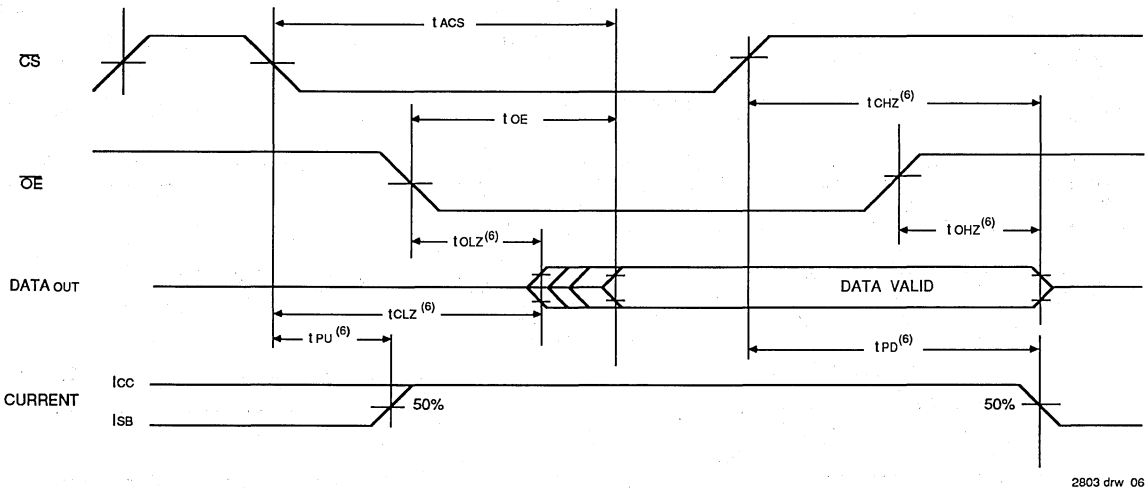 t ACS
CS
t CHZ (6)
t OE
OE
t OLZ (6)
t OHZ (6)
DATA OUT
DATA VALID
tCLZ (6)
t PU (6)
t PD (6)
ICC
CURRENT
50%
50%
ISB
2803 drw 06